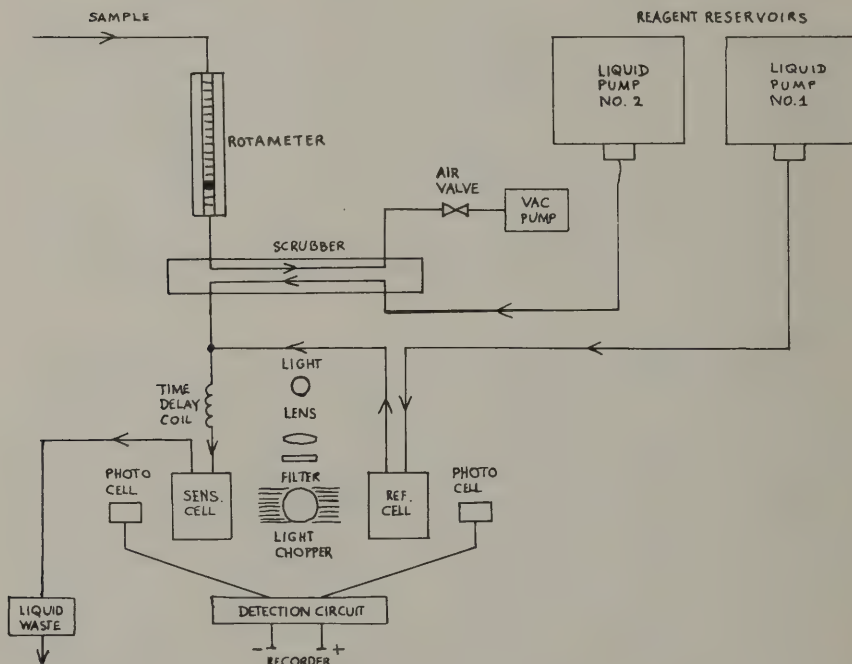 SAMPLE
REAGENT RESERVOIRS
LIQUID
PUMP
NO. 2
LIQUID
PUMP
NO.1
ROTAMETER
AIR
VALVE
VAC
PUMP
SCRUBBER
LIGHT
TIME
DELAY
COIL
LENS
PHOTO
CELL
SENS.
CELL
FILTER
REF.
CELL
PHOTO
CELL
LIGHT
CHOPPER
LIQUID
WASTE
DETECTION CIRCUIT
- +
RECORDER